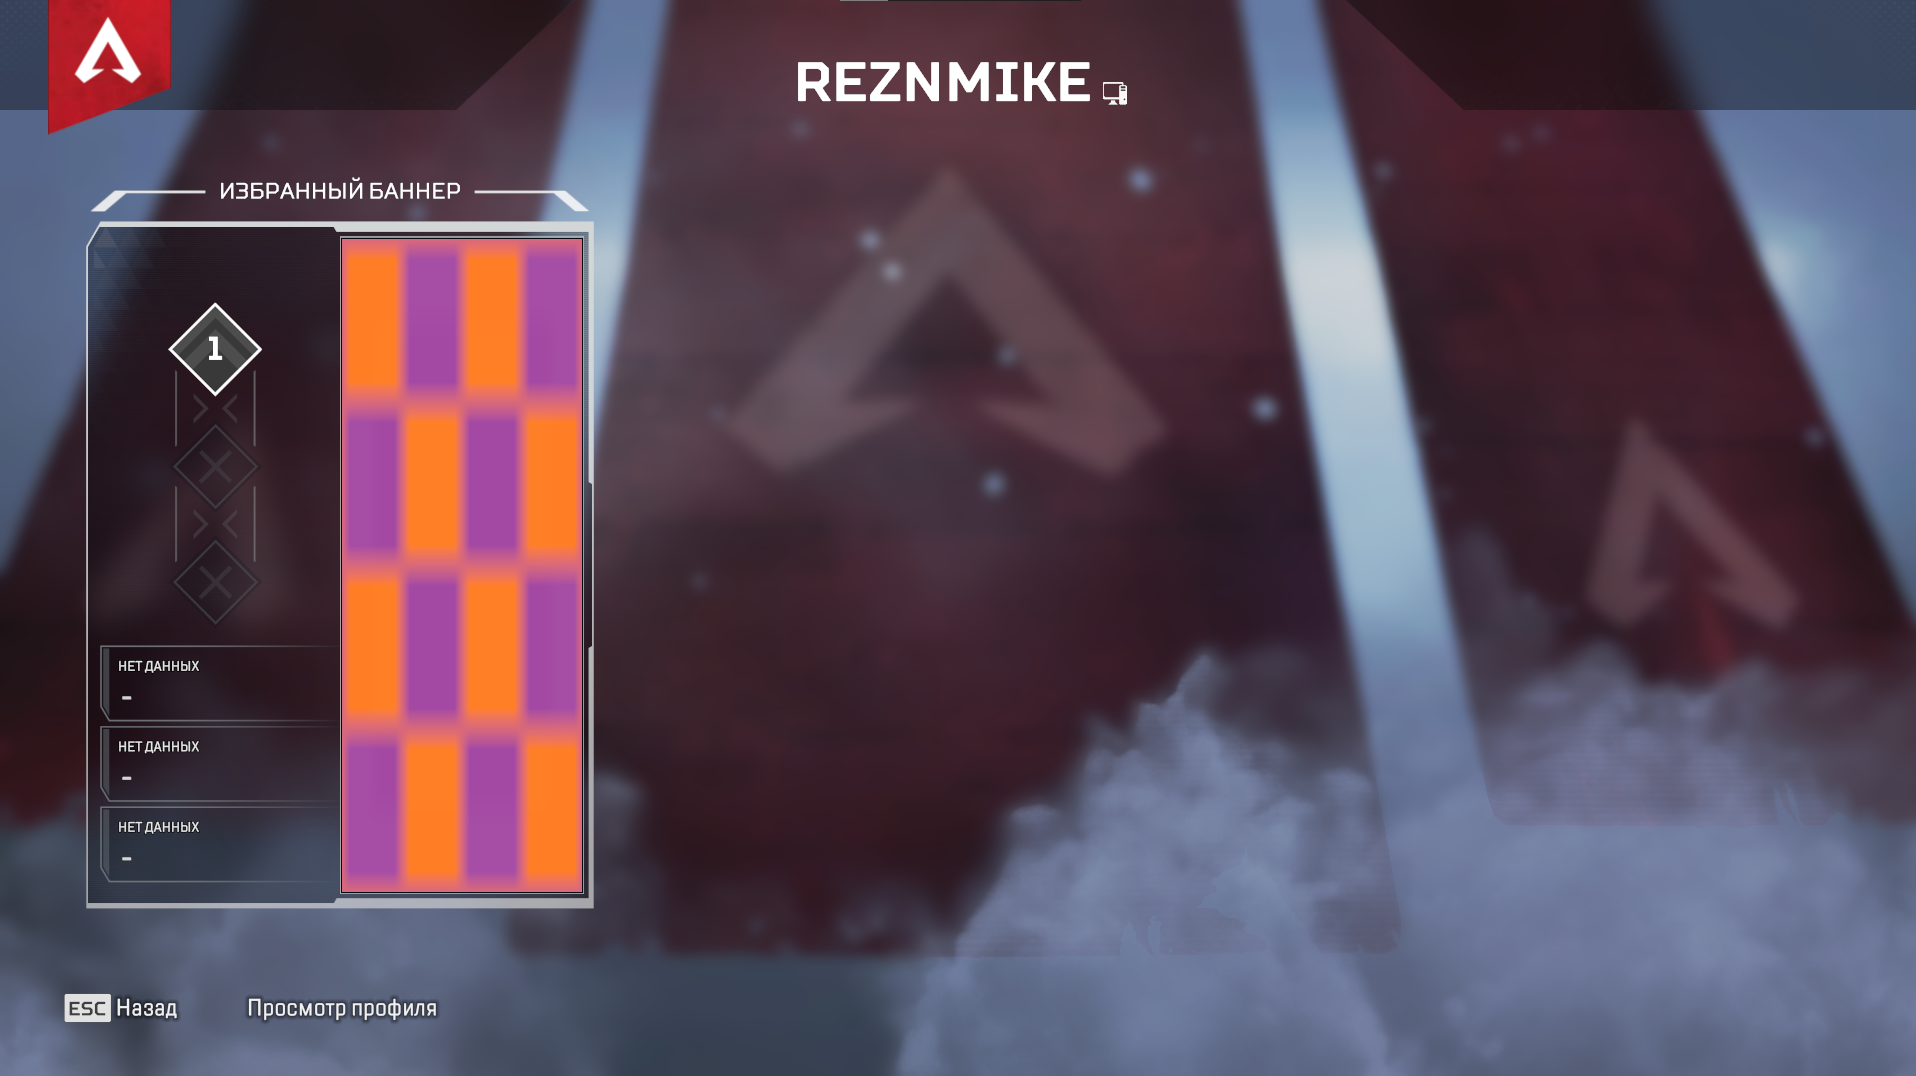 REZNMIKE
ИЗБРАННЫЙ БАННЕР
1
НЕТ ДАННЫХ
-
НЕТ ДАННЫХ
-
НЕТ ДАННЫХ
-
ESC Назад
Просмотр профиля